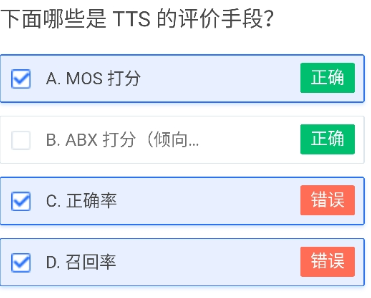 下面哪些是 TTS 的评价手段？
A. MOS 打分 正确
B. ABX 打分（倾向... 正确
C. 正确率 错误
D. 召回率 错误